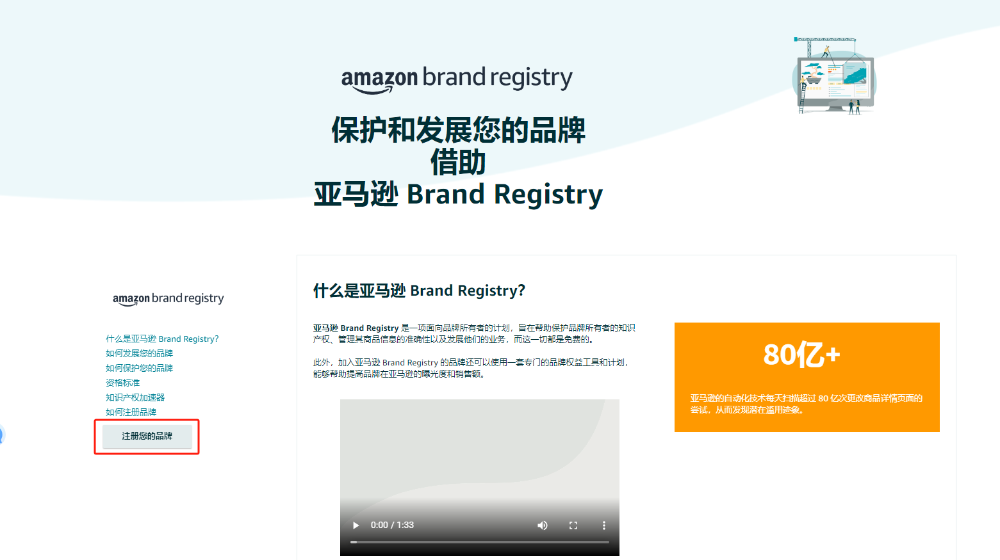 amazon brand registry
保护和发展您的品牌
借助
亚马逊 Brand Registry
amazon brand registry
什么是亚马逊 Brand Registry?
如何发展您的品牌
如何保护您的品牌
资格标准
知识产权加速器
如何注册品牌
注册您的品牌
什么是亚马逊 Brand Registry?
亚马逊 Brand Registry 是一项面向品牌所有者的计划，旨在帮助保护品牌所有者的知识
产权、管理其商品信息的准确性以及发展他们的业务，而这一切都是免费的。
此外，加入亚马逊 Brand Registry 的品牌还可以使用一套专门的品牌权益工具和计划，
能够帮助提高品牌在亚马逊的曝光度和销售额。
0:00 / 1:33
80亿+
亚马逊的自动化技术每天扫描超过 80 亿次更改商品详情页面的
尝试，从而发现潜在滥用迹象。